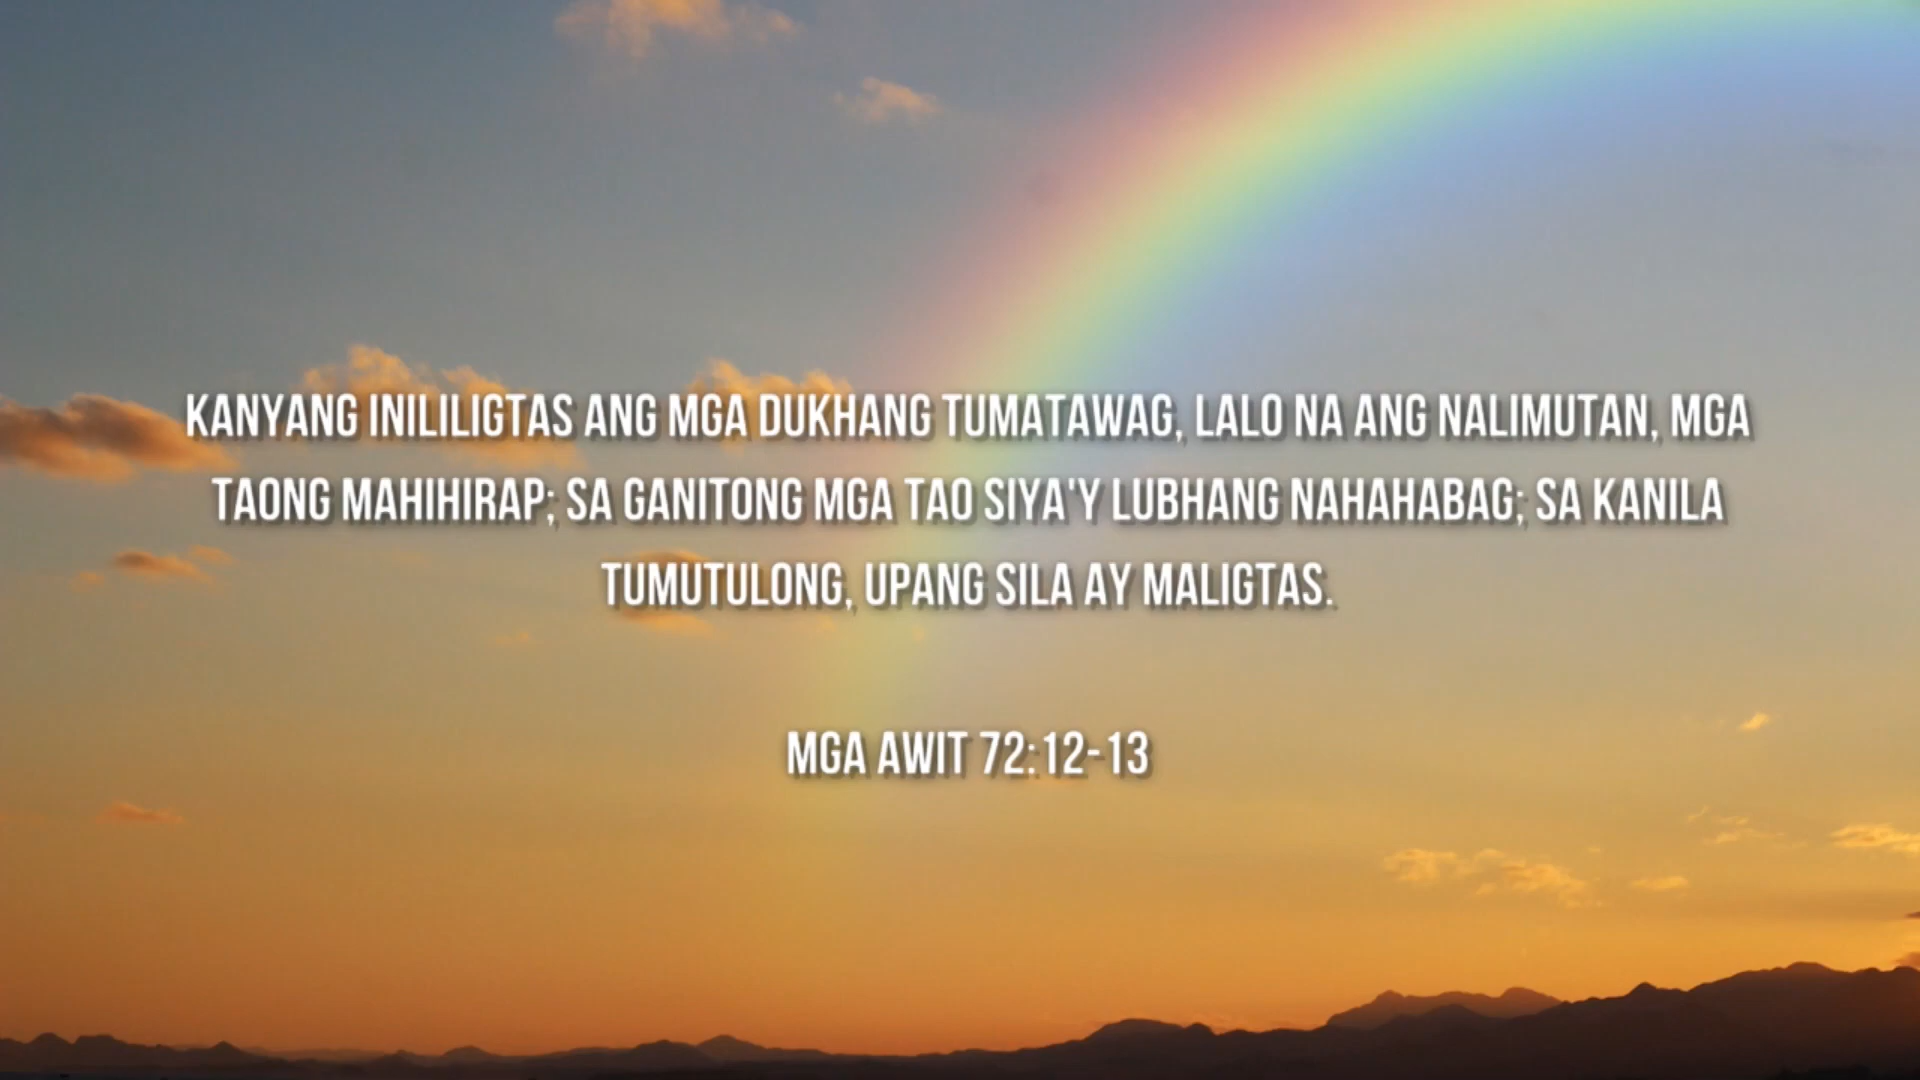 KANYANG INILILIGTAS ANG MGA DUKHANG TUMATAWAG, LALO NA ANG NALIMUTAN, MGA
TAONG MAHIHIRAP; SA GANITONG MGA TAO SIYA'Y LUBHANG NAHAHABAG; SA KANILA
TUMUTULONG, UPANG SILA AY MALIGTAS.
MGA AWIT 72:12-13